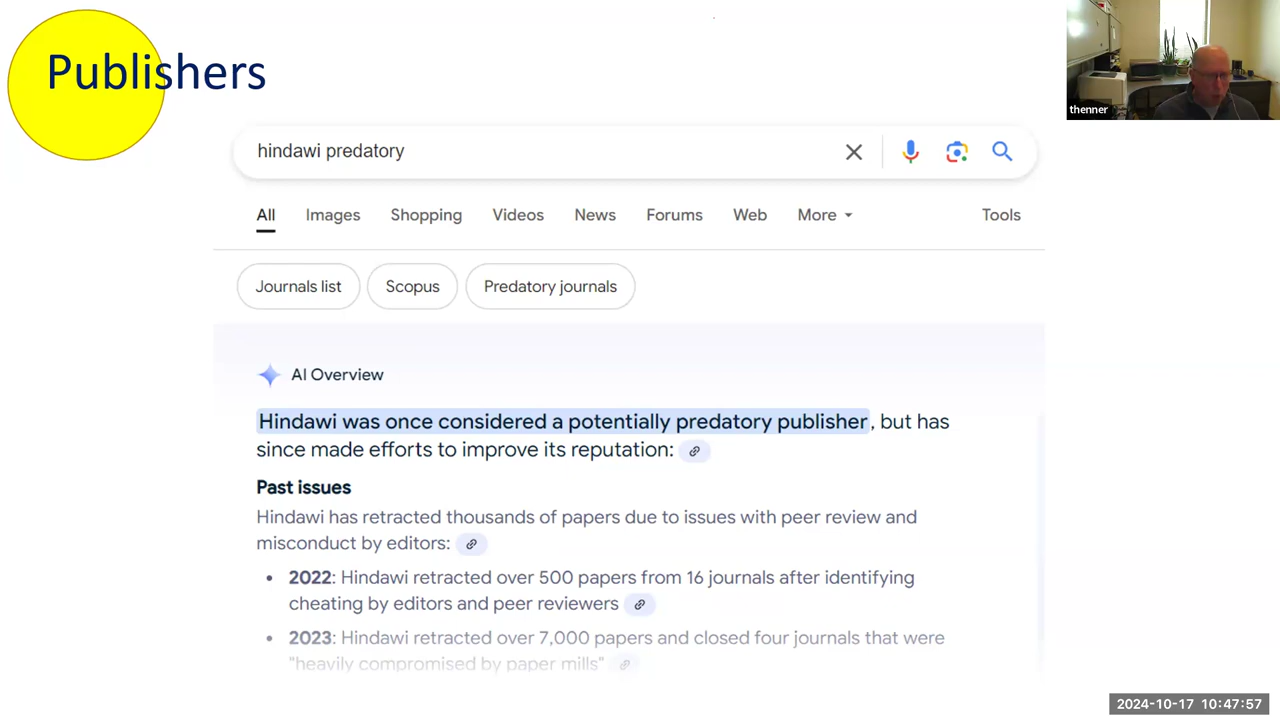 Publishers
thenner
hindawi predatory
All Images Shopping Videos News Forums Web More Tools
Journals list Scopus Predatory journals
AI Overview
Hindawi was once considered a potentially predatory publisher, but has
since made efforts to improve its reputation:
Past issues
Hindawi has retracted thousands of papers due to issues with peer review and
misconduct by editors:
• 2022: Hindawi retracted over 500 papers from 16 journals after identifying
cheating by editors and peer reviewers
• 2023: Hindawi retracted over 7,000 papers and closed four journals that were
"heavily compromised by paper mills"
2024-10-17 10:47:57